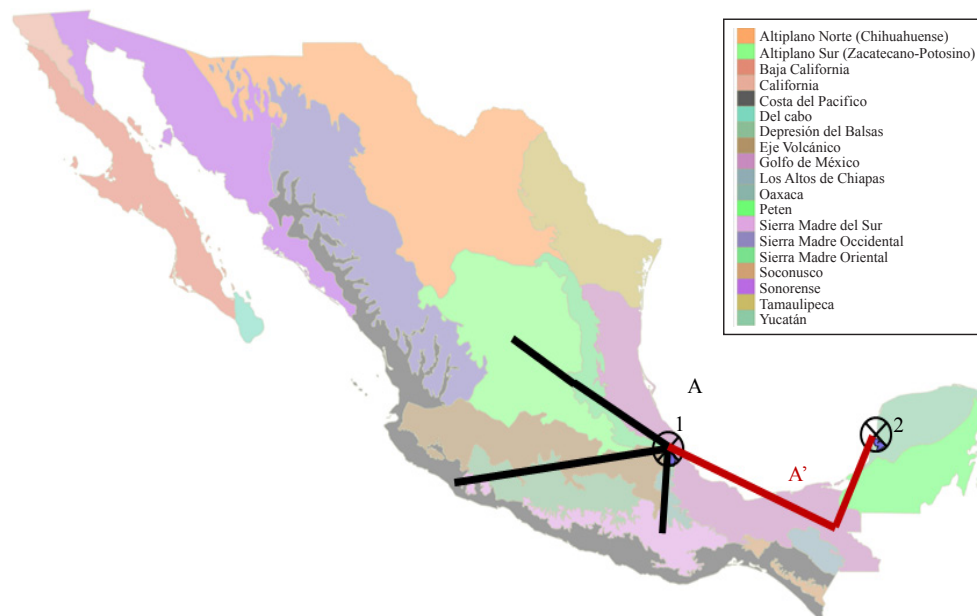 Altiplano Norte (Chihuahuense)
Altiplano Sur (Zacatecano-Potosino)
Baja California
California
Costa del Pacifico
Del cabo
Depresión del Balsas
Eje Volcánico
Golfo de México
Los Altos de Chiapas
Oaxaca
Peten
Sierra Madre del Sur
Sierra Madre Occidental
Sierra Madre Oriental
Soconusco
Sonorense
Tamaulipeca
Yucatán
A
1
2
A'